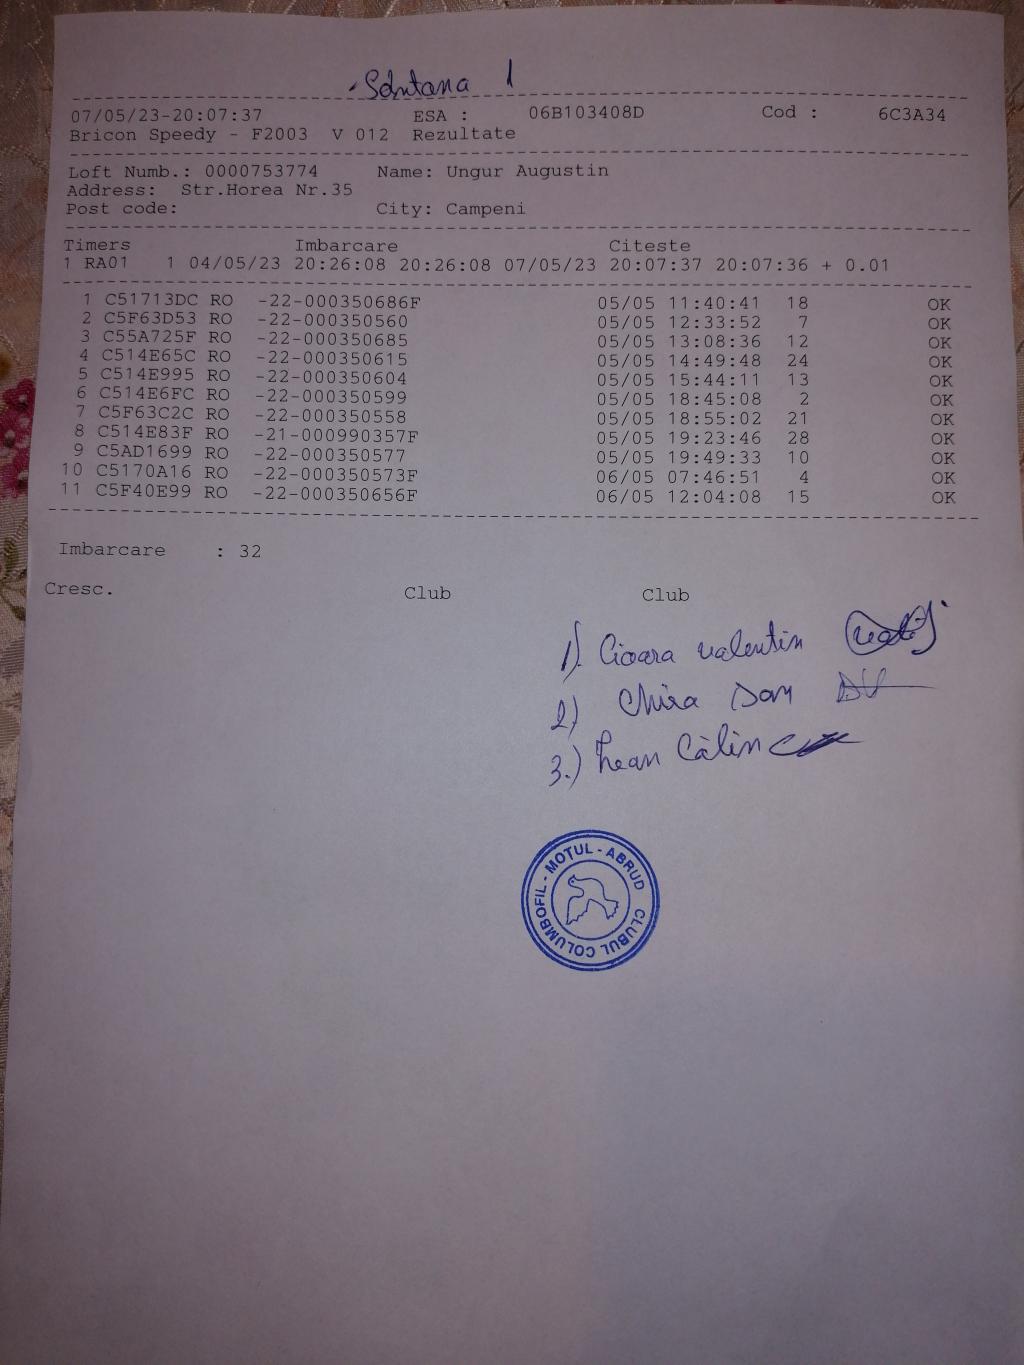 Sântana 1
07/05/23-20:07:37 ESA : 06B103408D Cod : 6C3A34
Bricon Speedy - F2003 V 012 Rezultate
Loft Numb.: 0000753774 Name: Ungur Augustin
Address: Str.Horea Nr.35
Post code: City: Campeni
Timers Imbarcare Citeste
1 RA01 1 04/05/23 20:26:08 20:26:08 07/05/23 20:07:37 20:07:36 + 0.01
1 C51713DC RO -22-000350686F 05/05 11:40:41 18 OK
2 C5F63D53 RO -22-000350560 05/05 12:33:52 7 OK
3 C55A725F RO -22-000350685 05/05 13:08:36 12 OK
4 C514E65C RO -22-000350615 05/05 14:49:48 24 OK
5 C514E995 RO -22-000350604 05/05 15:44:11 13 OK
6 C514E6FC RO -22-000350599 05/05 18:45:08 2 OK
7 C5F63C2C RO -22-000350558 05/05 18:55:02 21 OK
8 C514E83F RO -21-000990357F 05/05 19:23:46 28 OK
9 C5AD1699 RO -22-000350577 05/05 19:49:33 10 OK
10 C5170A16 RO -22-000350573F 06/05 07:46:51 4 OK
11 C5F40E99 RO -22-000350656F 06/05 12:04:08 15 OK
Imbarcare : 32
Cresc. Club Club
1). Cioara valentin
2) Chira Dan
3.) Lean Călin
CLUBUL COLUMBOFIL - MOTUL - ABRUD